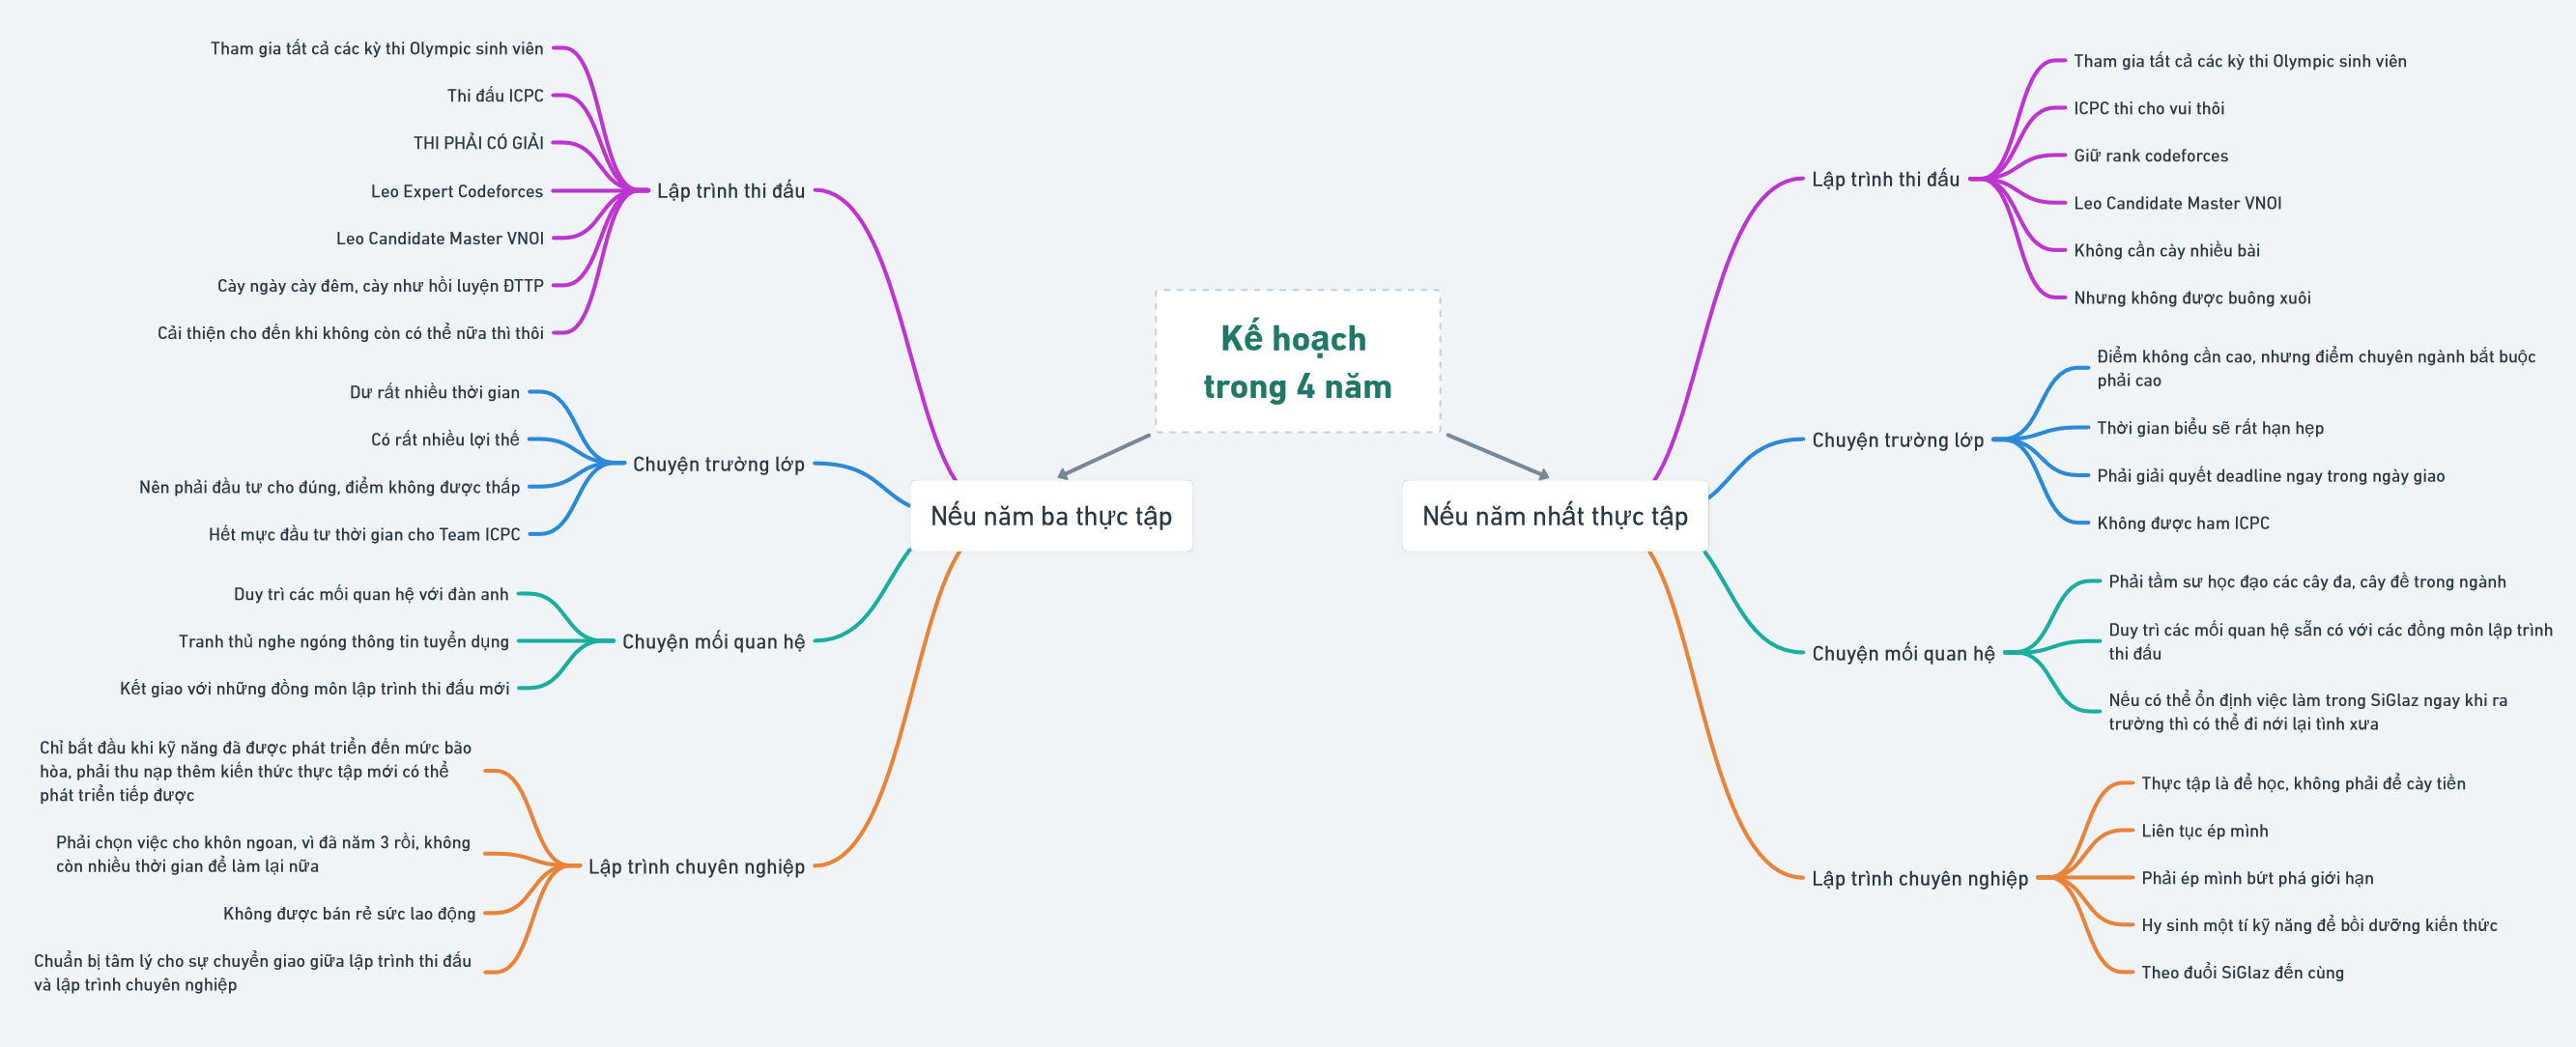 Kế hoạch
trong 4 năm
Nếu năm ba thực tập
Lập trình thi đấu
Tham gia tất cả các kỳ thi Olympic sinh viên
Thi đấu ICPC
THI PHẢI CÓ GIẢI
Leo Expert Codeforces
Leo Candidate Master VNOI
Cày ngày cày đêm, cày như hồi luyện ĐTTP
Cải thiện cho đến khi không còn có thể nữa thì thôi
Chuyện trường lớp
Dư rất nhiều thời gian
Có rất nhiều lợi thế
Nên phải đầu tư cho đúng, điểm không được thấp
Hết mực đầu tư thời gian cho Team ICPC
Chuyện mối quan hệ
Duy trì các mối quan hệ với đàn anh
Tranh thủ nghe ngóng thông tin tuyển dụng
Kết giao với những đồng môn lập trình thi đấu mới
Lập trình chuyên nghiệp
Chỉ bắt đầu khi kỹ năng đã được phát triển đến mức bão
hòa, phải thu nạp thêm kiến thức thực tập mới có thể
phát triển tiếp được
Phải chọn việc cho khôn ngoan, vì đã năm 3 rồi, không
còn nhiều thời gian để làm lại nữa
Không được bán rẻ sức lao động
Chuẩn bị tâm lý cho sự chuyển giao giữa lập trình thi đấu
và lập trình chuyên nghiệp
Nếu năm nhất thực tập
Lập trình thi đấu
Tham gia tất cả các kỳ thi Olympic sinh viên
ICPC thi cho vui thôi
Giữ rank codeforces
Leo Candidate Master VNOI
Không cần cày nhiều bài
Nhưng không được buông xuôi
Chuyện trường lớp
Điểm không cần cao, nhưng điểm chuyên ngành bắt buộc
phải cao
Thời gian biểu sẽ rất hạn hẹp
Phải giải quyết deadline ngay trong ngày giao
Không được ham ICPC
Chuyện mối quan hệ
Phải tầm sư học đạo các cây đa, cây đề trong ngành
Duy trì các mối quan hệ sẵn có với các đồng môn lập trình
thi đấu
Nếu có thể ổn định việc làm trong SiGlaz ngay khi ra
trường thì có thể đi nới lại tình xưa
Lập trình chuyên nghiệp
Thực tập là để học, không phải để cày tiền
Liên tục ép mình
Phải ép mình bứt phá giới hạn
Hy sinh một tí kỹ năng để bồi dưỡng kiến thức
Theo đuổi SiGlaz đến cùng